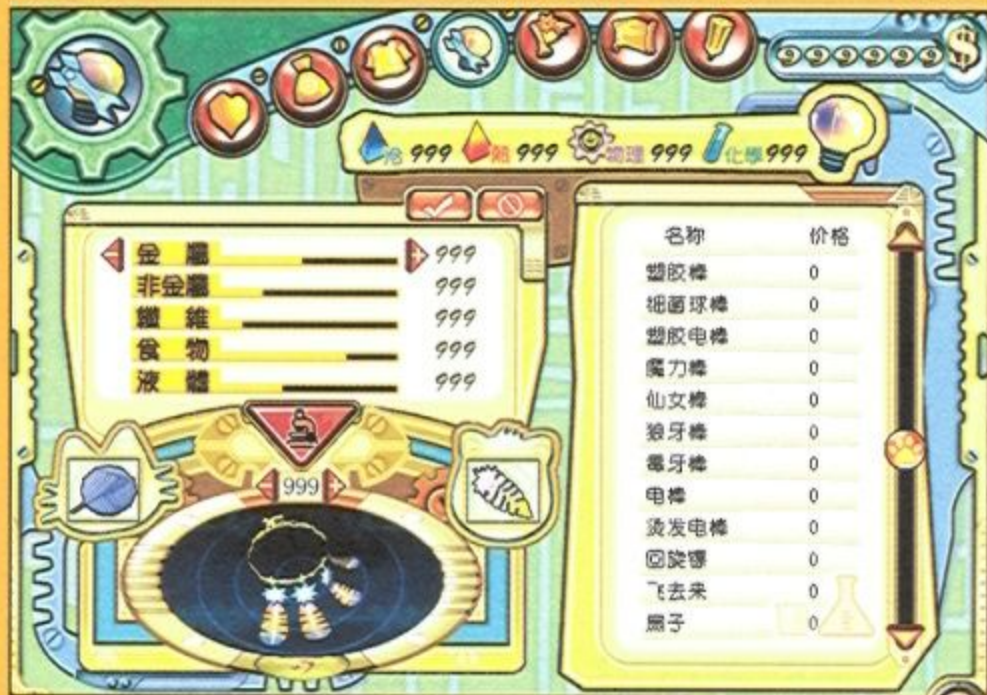 999999 $
冷 999 熱 999 物理 999 化學 999
金屬 999
非金屬 999
纖維 999
食物 999
液體 999
999
名称 价格
塑胶棒 0
细菌球棒 0
塑胶电棒 0
魔力棒 0
仙女棒 0
狼牙棒 0
毒牙棒 0
电棒 0
烫发电棒 0
回旋镖 0
飞去来 0
扇子 0